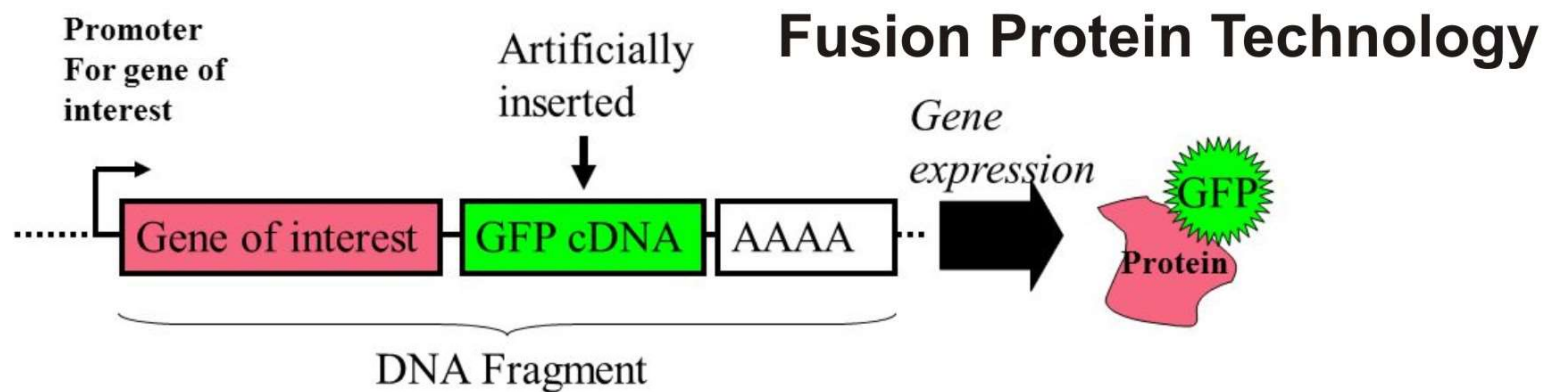 Fusion Protein Technology
Promoter
For gene of
interest
Artificially
inserted
Gene
expression
Gene of interest
GFP cDNA
AAAA
GFP
Protein
DNA Fragment